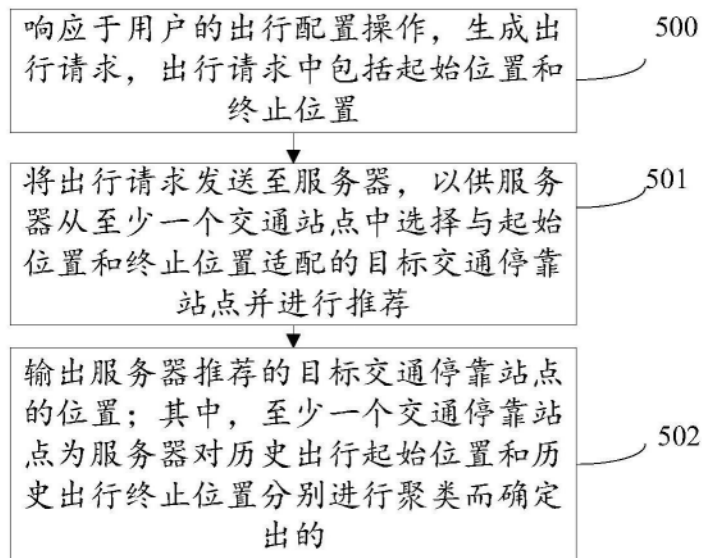 响应于用户的出行配置操作，生成出
行请求，出行请求中包括起始位置和
终止位置
500
将出行请求发送至服务器，以供服务
器从至少一个交通站点中选择与起始
位置和终止位置适配的目标交通停靠
站点并进行推荐
501
输出服务器推荐的目标交通停靠站点
的位置；其中，至少一个交通停靠站
点为服务器对历史出行起始位置和历
史出行终止位置分别进行聚类而确定
出的
502